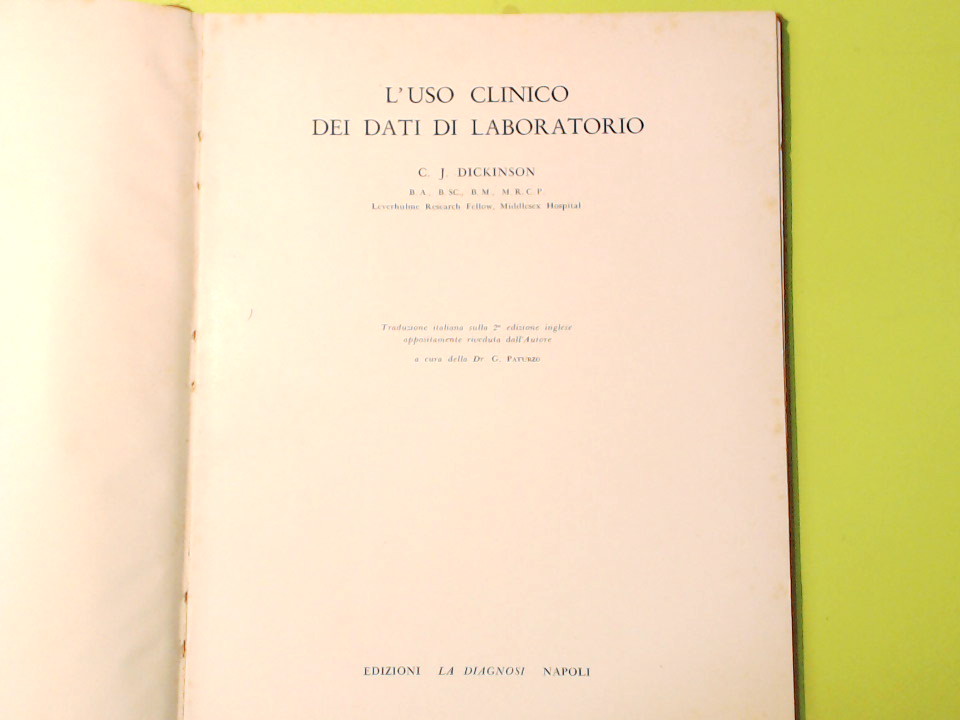 L'USO CLINICO
DEI DATI DI LABORATORIO
C. J. DICKINSON
B. A., B. SC., B. M., M. R. C. P.
Leverhulme Research Fellow, Middlesex Hospital
Traduzione italiana sulla 2ª edizione inglese
appositamente riveduta dall'Autore
a cura della Dr G. PATURZO
EDIZIONI LA DIAGNOSI NAPOLI